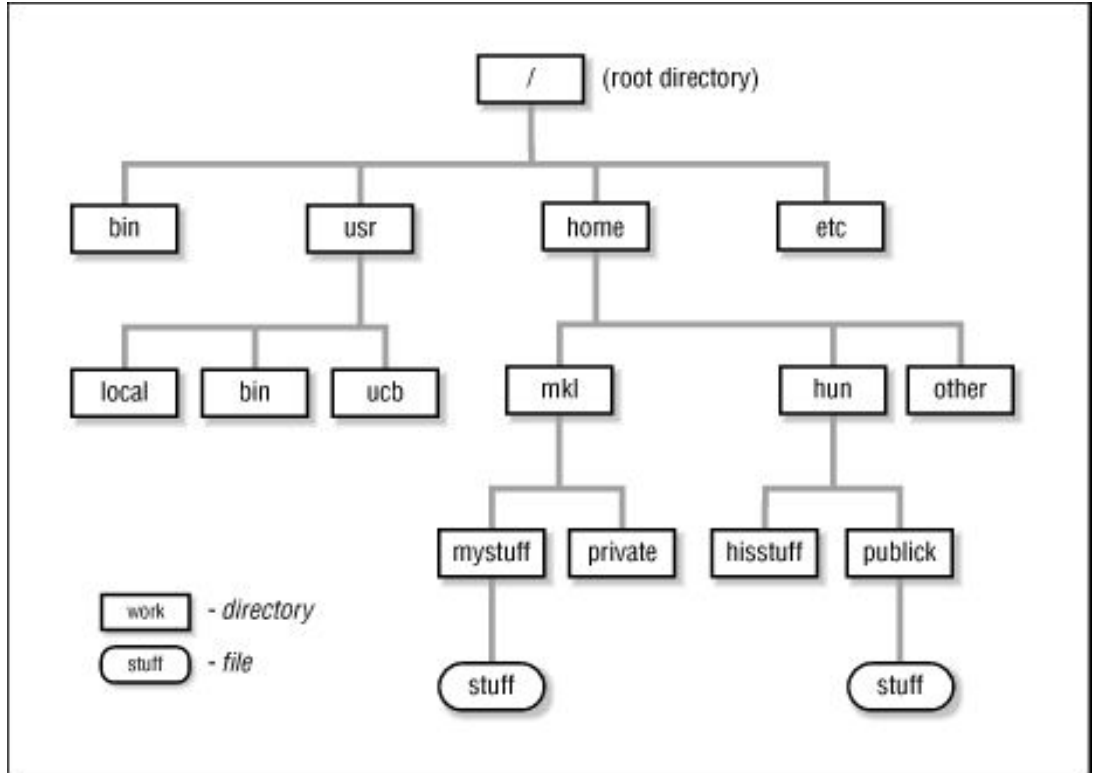 / (root directory)
bin usr home etc
local bin ucb mkl hun other
mystuff private hisstuff publick
work - directory
stuff - file
stuff stuff